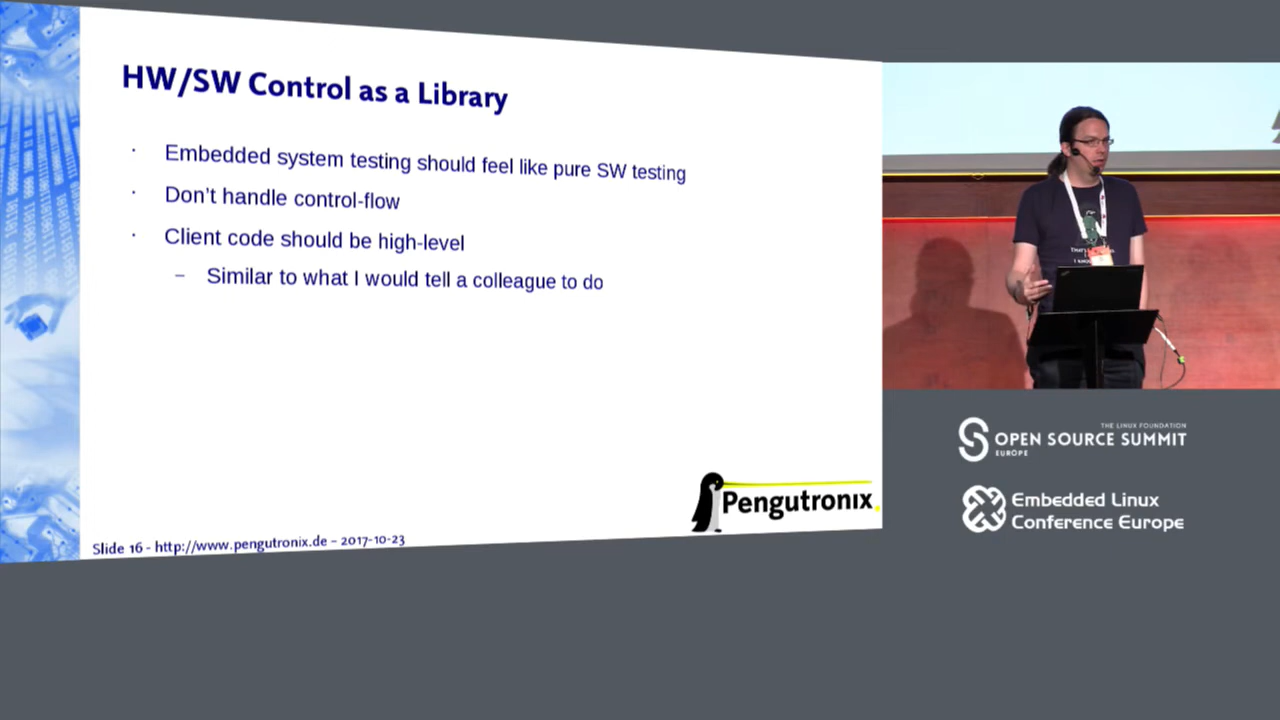 HW/SW Control as a Library
· Embedded system testing should feel like pure SW testing
· Don't handle control-flow
· Client code should be high-level
– Similar to what I would tell a colleague to do
Pengutronix
Slide 16 - http://www.pengutronix.de – 2017-10-23
THAT'S
I KNOW
THE LINUX FOUNDATION
OPEN SOURCE SUMMIT
EUROPE
Embedded Linux
Conference Europe